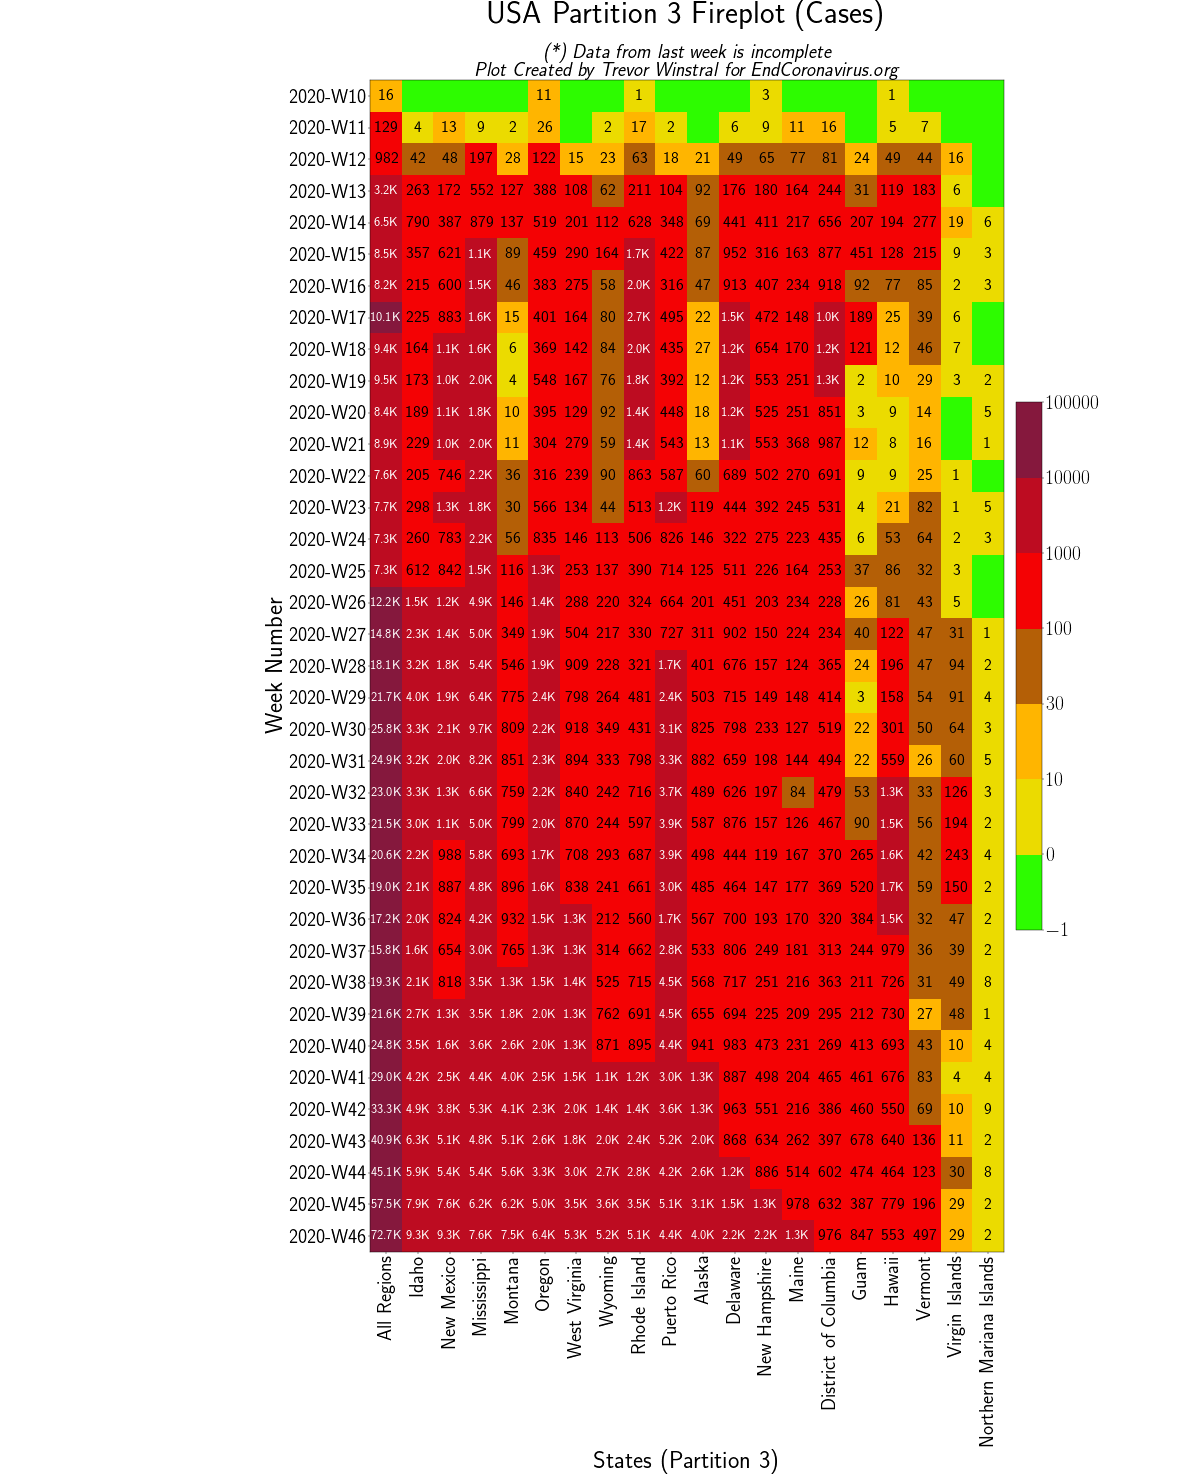 USA Partition 3 Fireplot (Cases)
(*) Data from last week is incomplete
Plot Created by Trevor Winstral for EndCoronavirus.org
2020-W10 16 11 1 3 1
2020-W11 129 4 13 9 2 26 2 17 2 6 9 11 16 5 7
2020-W12 982 42 48 197 28 122 15 23 63 18 21 49 65 77 81 24 49 44 16
2020-W13 3.2K 263 172 552 127 388 108 62 211 104 92 176 180 164 244 31 119 183 6
2020-W14 6.5K 790 387 879 137 519 201 112 628 348 69 441 411 217 656 207 194 277 19 6
2020-W15 8.5K 357 621 1.1K 89 459 290 164 1.7K 422 87 952 316 163 877 451 128 215 9 3
2020-W16 8.2K 215 600 1.5K 46 383 275 58 2.0K 316 47 913 407 234 918 92 77 85 2 3
2020-W17 10.1K 225 883 1.6K 15 401 164 80 2.7K 495 22 1.5K 472 148 1.0K 189 25 39 6
2020-W18 9.4K 164 1.1K 1.6K 6 369 142 84 2.0K 435 27 1.2K 654 170 1.2K 121 12 46 7
2020-W19 9.5K 173 1.0K 2.0K 4 548 167 76 1.8K 392 12 1.2K 553 251 1.3K 2 10 29 3 2
2020-W20 8.4K 189 1.1K 1.8K 10 395 129 92 1.4K 448 18 1.2K 525 251 851 3 9 14 5
2020-W21 8.9K 229 1.0K 2.0K 11 304 279 59 1.4K 543 13 1.1K 553 368 987 12 8 16 1
2020-W22 7.6K 205 746 2.2K 36 316 239 90 863 587 60 689 502 270 691 9 9 25 1
2020-W23 7.7K 298 1.3K 1.8K 30 566 134 44 513 1.2K 119 444 392 245 531 4 21 82 1 5
2020-W24 7.3K 260 783 2.2K 56 835 146 113 506 826 146 322 275 223 435 6 53 64 2 3
2020-W25 7.3K 612 842 1.5K 116 1.3K 253 137 390 714 125 511 226 164 253 37 86 32 3
2020-W26 12.2K 1.5K 1.2K 4.9K 146 1.4K 288 220 324 664 201 451 203 234 228 26 81 43 5
2020-W27 14.8K 2.3K 1.4K 5.0K 349 1.9K 504 217 330 727 311 902 150 224 234 40 122 47 31 1
2020-W28 18.1K 3.2K 1.8K 5.4K 546 1.9K 909 228 321 1.7K 401 676 157 124 365 24 196 47 94 2
2020-W29 21.7K 4.0K 1.9K 6.4K 775 2.4K 798 264 481 2.4K 503 715 149 148 414 3 158 54 91 4
2020-W30 25.8K 3.3K 2.1K 9.7K 809 2.2K 918 349 431 3.1K 825 798 233 127 519 22 301 50 64 3
2020-W31 24.9K 3.2K 2.0K 8.2K 851 2.3K 894 333 798 3.3K 882 659 198 144 494 22 559 26 60 5
2020-W32 23.0K 3.3K 1.3K 6.6K 759 2.2K 840 242 716 3.7K 489 626 197 84 479 53 1.3K 33 126 3
2020-W33 21.5K 3.0K 1.1K 5.0K 799 2.0K 870 244 597 3.9K 587 876 157 126 467 90 1.5K 56 194 2
2020-W34 20.6K 2.2K 988 5.8K 693 1.7K 708 293 687 3.9K 498 444 119 167 370 265 1.6K 42 243 4
2020-W35 19.0K 2.1K 887 4.8K 896 1.6K 838 241 661 3.0K 485 464 147 177 369 520 1.7K 59 150 2
2020-W36 17.2K 2.0K 824 4.2K 932 1.5K 1.3K 212 560 1.7K 567 700 193 170 320 384 1.5K 32 47 2
2020-W37 15.8K 1.6K 654 3.0K 765 1.3K 1.3K 314 662 2.8K 533 806 249 181 313 244 979 36 39 2
2020-W38 19.3K 2.1K 818 3.5K 1.3K 1.5K 1.4K 525 715 4.5K 568 717 251 216 363 211 726 31 49 8
2020-W39 21.6K 2.7K 1.3K 3.5K 1.8K 2.0K 1.3K 762 691 4.5K 655 694 225 209 295 212 730 27 48 1
2020-W40 24.8K 3.5K 1.6K 3.6K 2.6K 2.0K 1.3K 871 895 4.4K 941 983 473 231 269 413 693 43 10 4
2020-W41 29.0K 4.2K 2.5K 4.4K 4.0K 2.5K 1.5K 1.1K 1.2K 3.0K 1.3K 887 498 204 465 461 676 83 4 4
2020-W42 33.3K 4.9K 3.8K 5.3K 4.1K 2.3K 2.0K 1.4K 1.4K 3.6K 1.3K 963 551 216 386 460 550 69 10 9
2020-W43 40.9K 6.3K 5.1K 4.8K 5.1K 2.6K 1.8K 2.0K 2.4K 5.2K 2.0K 868 634 262 397 678 640 136 11 2
2020-W44 45.1K 5.9K 5.4K 5.4K 5.6K 3.3K 3.0K 2.7K 2.8K 4.2K 2.6K 1.2K 886 514 602 474 464 123 30 8
2020-W45 57.5K 7.9K 7.6K 6.2K 6.2K 5.0K 3.5K 3.6K 3.5K 5.1K 3.1K 1.5K 1.3K 978 632 387 779 196 29 2
2020-W46 72.7K 9.3K 9.3K 7.6K 7.5K 6.4K 5.3K 5.2K 5.1K 4.4K 4.0K 2.2K 2.2K 1.3K 976 847 553 497 29 2
Week Number
All Regions
Idaho
New Mexico
Mississippi
Montana
Oregon
West Virginia
Wyoming
Rhode Island
Puerto Rico
Alaska
Delaware
New Hampshire
Maine
District of Columbia
Guam
Hawaii
Vermont
Virgin Islands
Northern Mariana Islands
States (Partition 3)
100000
10000
1000
100
30
10
0
−1